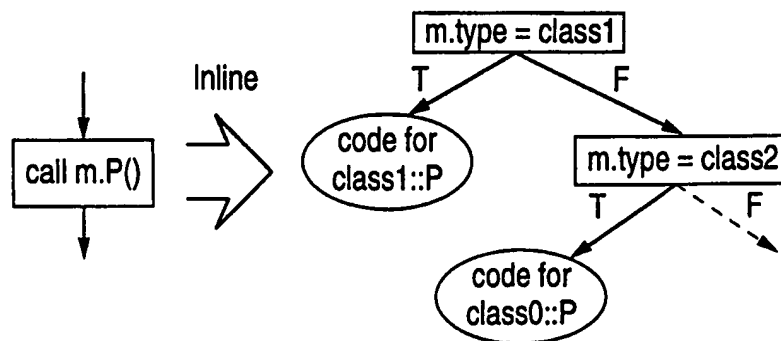 m.type = class1
T
F
Inline
call m.P()
code for
class1::P
m.type = class2
T
F
code for
class0::P